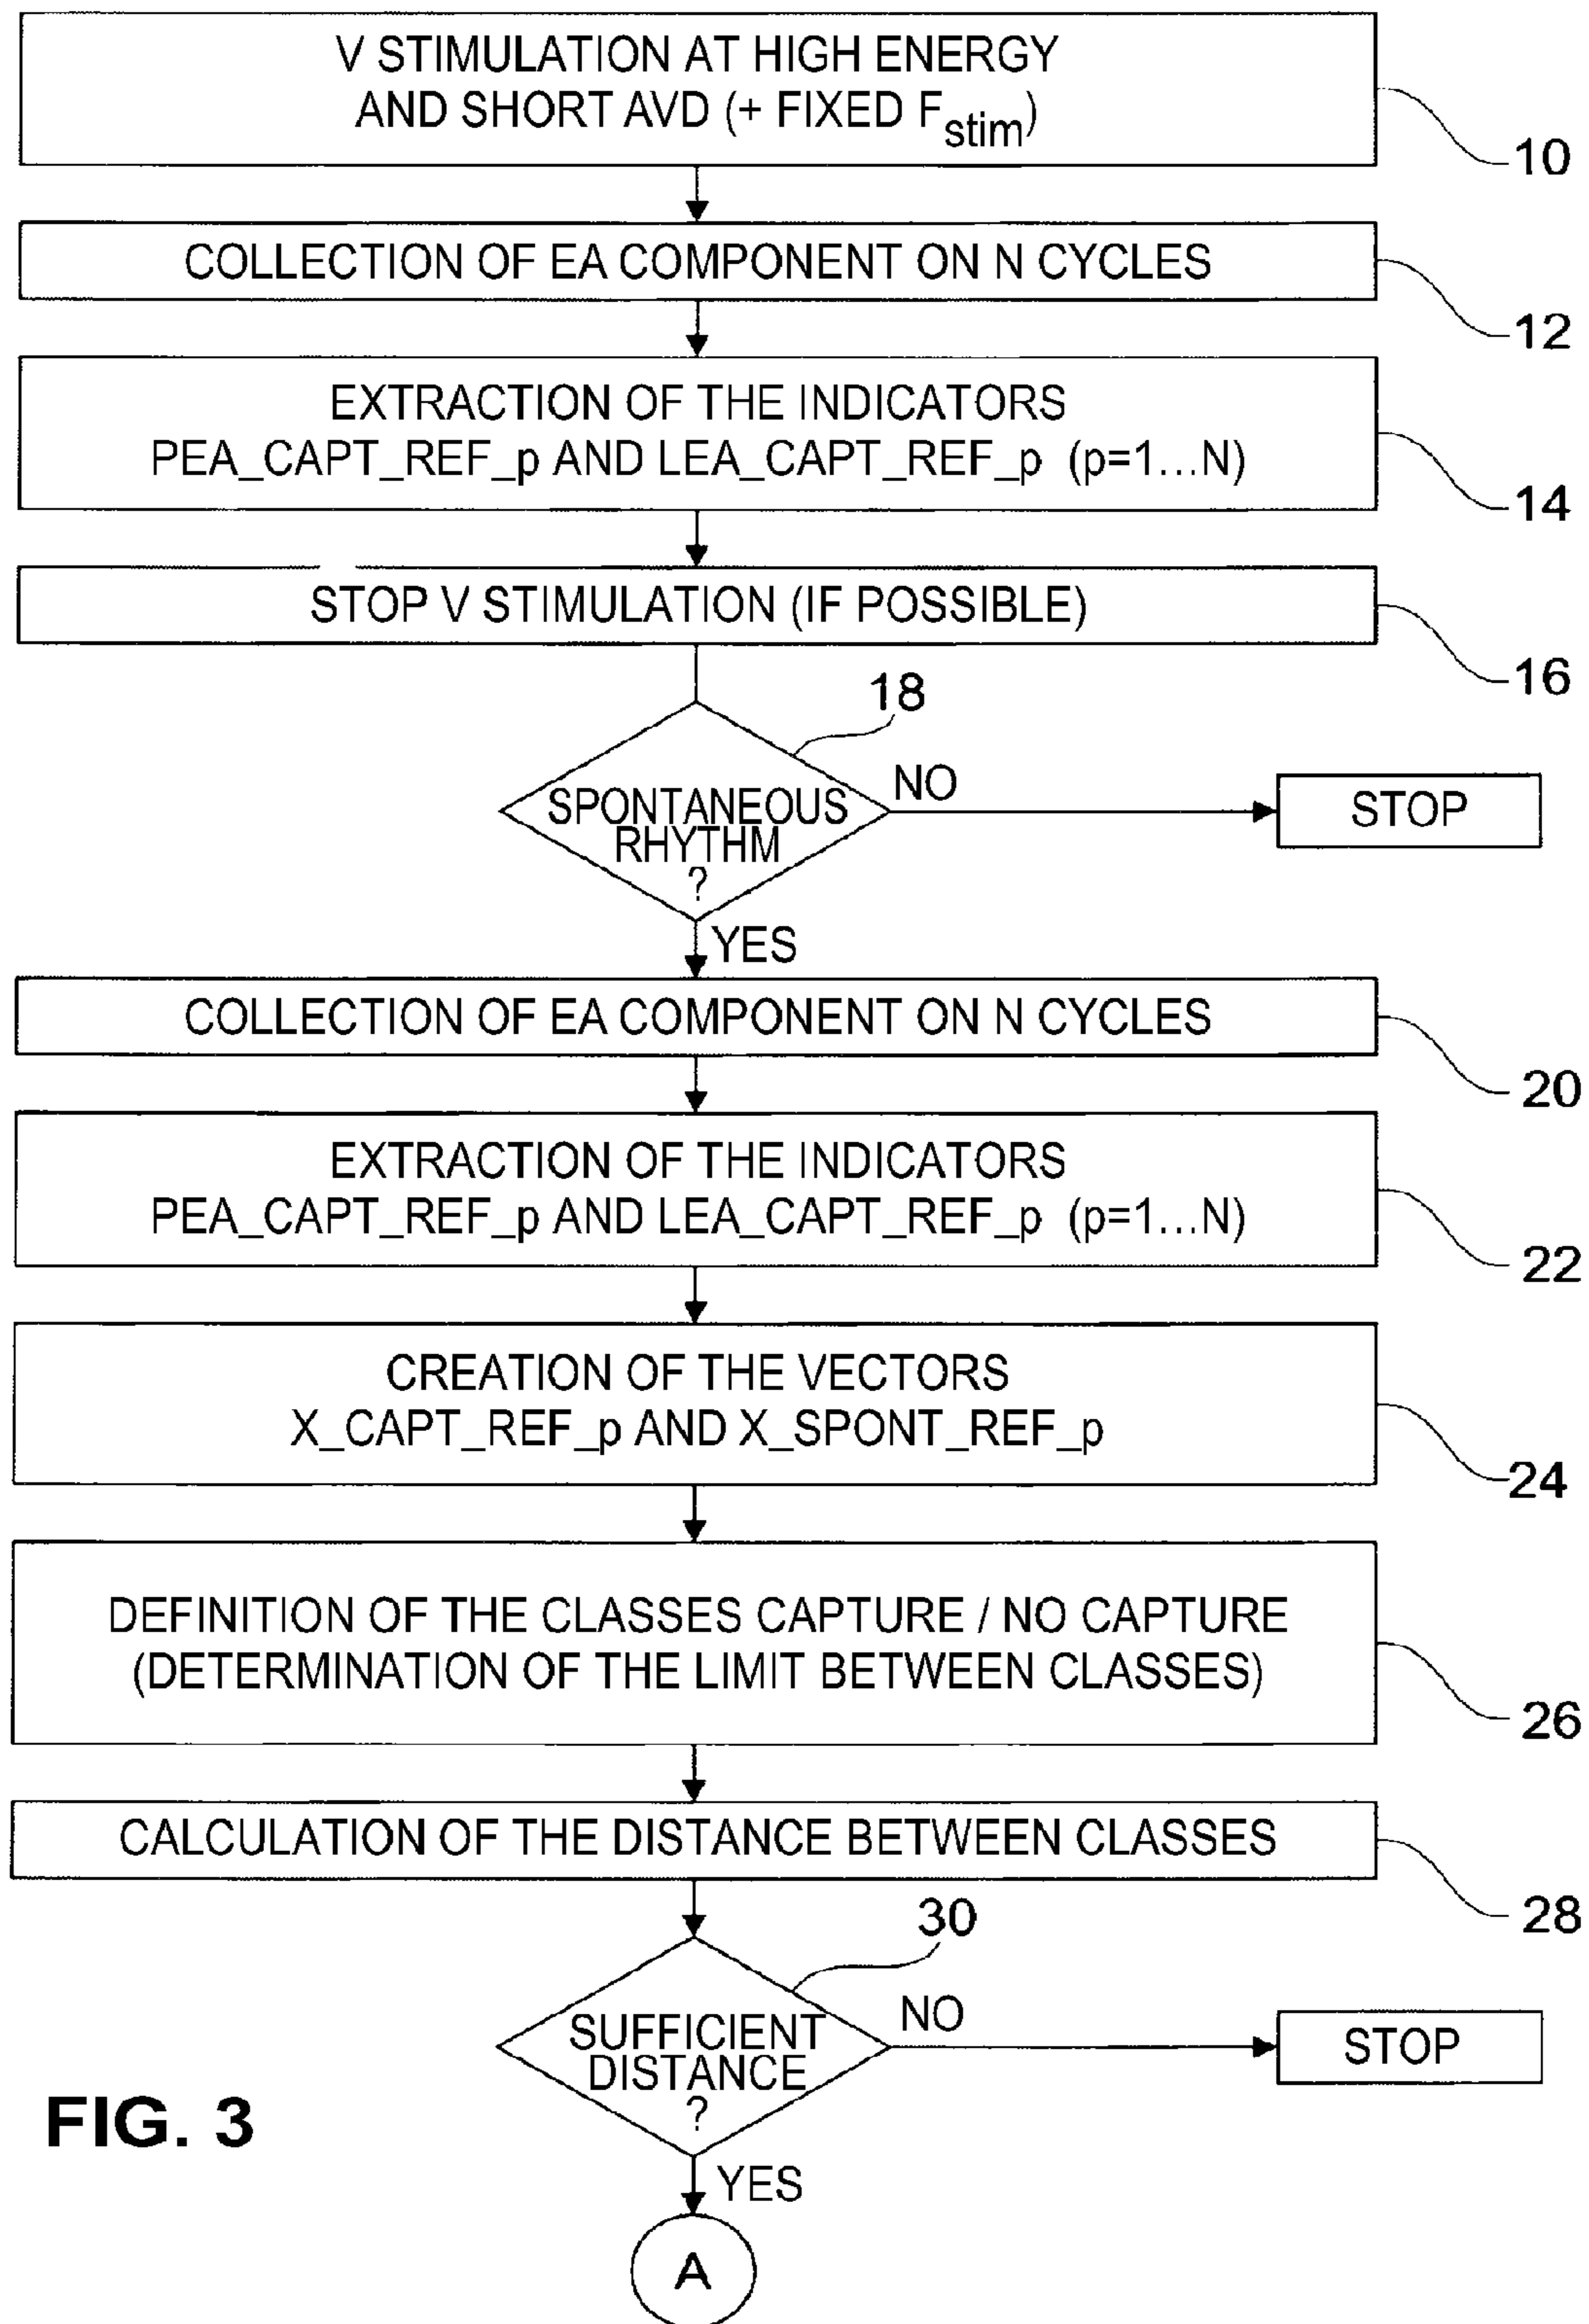 V STIMULATION AT HIGH ENERGY
AND SHORT AVD (+ FIXED Fstim)
10
COLLECTION OF EA COMPONENT ON N CYCLES
12
EXTRACTION OF THE INDICATORS
PEA_CAPT_REF_p AND LEA_CAPT_REF_p (p=1...N)
14
STOP V STIMULATION (IF POSSIBLE)
16
18
SPONTANEOUS
RHYTHM
?
NO
STOP
YES
COLLECTION OF EA COMPONENT ON N CYCLES
20
EXTRACTION OF THE INDICATORS
PEA_CAPT_REF_p AND LEA_CAPT_REF_p (p=1...N)
22
CREATION OF THE VECTORS
X_CAPT_REF_p AND X_SPONT_REF_p
24
DEFINITION OF THE CLASSES CAPTURE / NO CAPTURE
(DETERMINATION OF THE LIMIT BETWEEN CLASSES)
26
CALCULATION OF THE DISTANCE BETWEEN CLASSES
28
30
SUFFICIENT
DISTANCE
?
NO
STOP
YES
A
FIG. 3